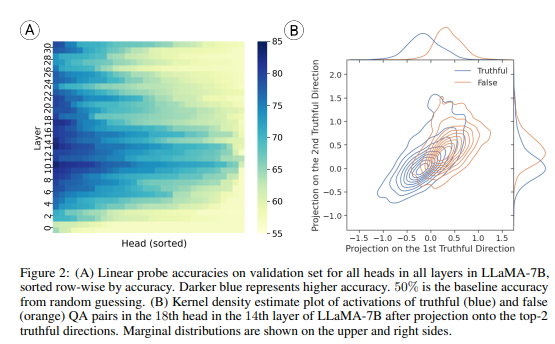 A
B
30
28
26
24
22
20
18
16
14
12
10
8
6
4
2
0
Layer
Head (sorted)
85
80
75
70
65
60
55
Truthful
False
2.0
1.5
1.0
0.5
0.0
−0.5
−1.0
Projection on the 2nd Truthful Direction
−1.5 −1.0 −0.5 0.0 0.5 1.0 1.5
Projection on the 1st Truthful Direction
Figure 2: (A) Linear probe accuracies on validation set for all heads in all layers in LLaMA-7B,
sorted row-wise by accuracy. Darker blue represents higher accuracy. 50% is the baseline accuracy
from random guessing. (B) Kernel density estimate plot of activations of truthful (blue) and false
(orange) QA pairs in the 18th head in the 14th layer of LLaMA-7B after projection onto the top-2
truthful directions. Marginal distributions are shown on the upper and right sides.